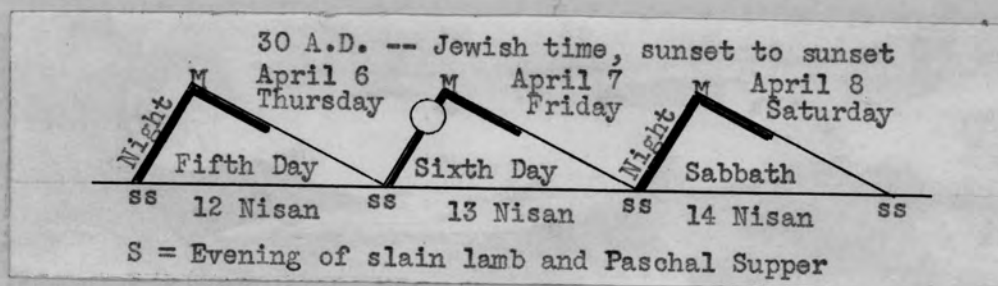 30 A.D. -- Jewish time, sunset to sunset
M April 6 M April 7 M April 8
Thursday Friday Saturday
Night Night
Fifth Day Sixth Day Sabbath
ss ss ss ss
12 Nisan 13 Nisan 14 Nisan
S = Evening of slain lamb and Paschal Supper